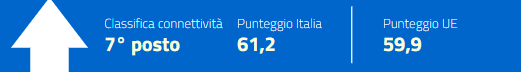 Classifica connettività
7° posto
Punteggio Italia
61,2
Punteggio UE
59,9